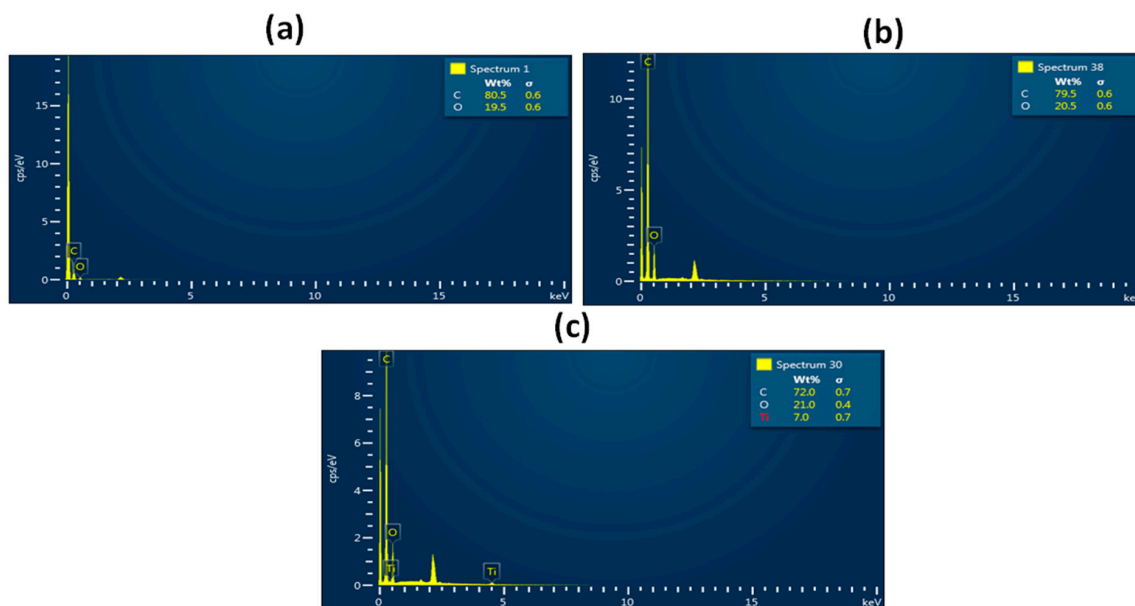 (a)
Spectrum 1
Wt% σ
C 80.5 0.6
O 19.5 0.6
cps/eV
15
10
5
0
C
O
0 5 10 15 keV
(b)
Spectrum 38
Wt% σ
C 79.5 0.6
O 20.5 0.6
cps/eV
10
5
0
C
O
0 5 10 15 ke
(c)
Spectrum 30
Wt% σ
C 72.0 0.7
O 21.0 0.4
Ti 7.0 0.7
cps/eV
8
6
4
2
0
C
O
Ti
Ti
0 5 10 15 keV